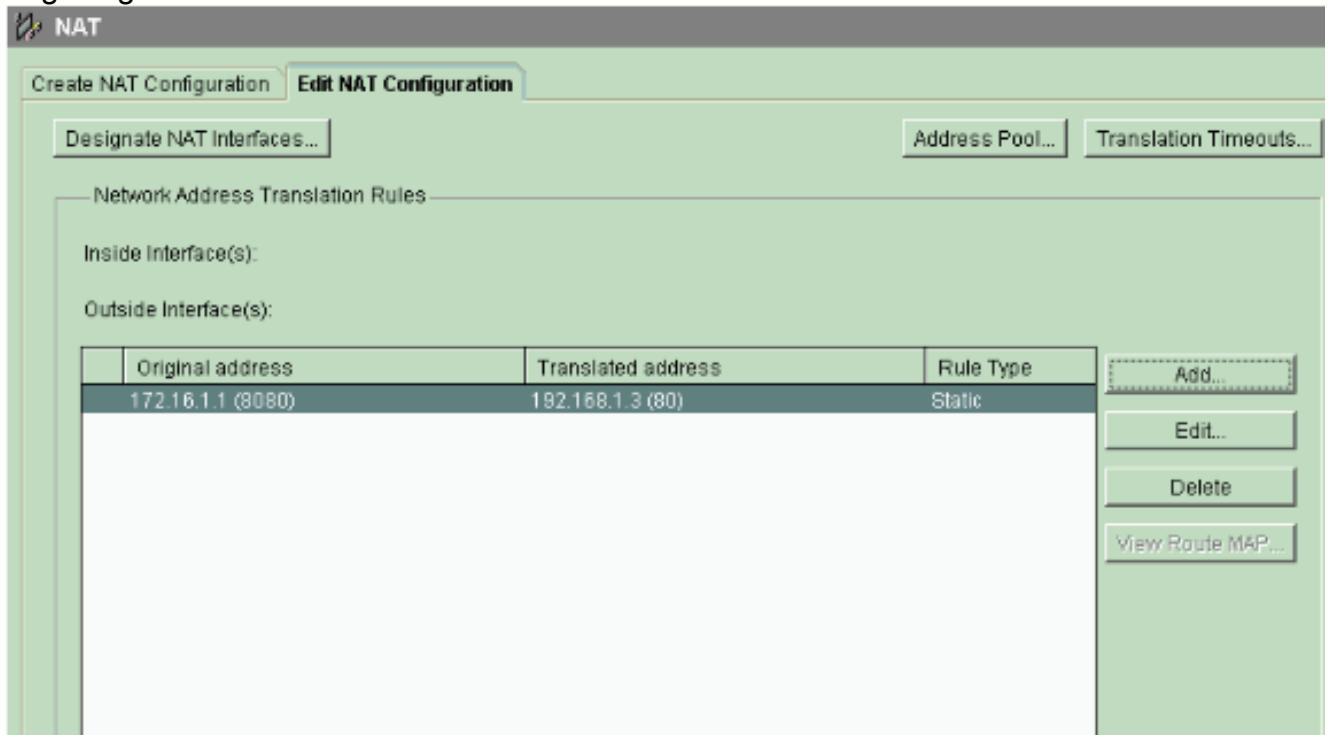 NAT
Create NAT Configuration Edit NAT Configuration
Designate NAT Interfaces... Address Pool... Translation Timeouts...
Network Address Translation Rules
Inside Interface(s):
Outside Interface(s):
Original address Translated address Rule Type
172.16.1.1 (8080) 192.168.1.3 (80) Static
Add...
Edit...
Delete
View Route MAP...